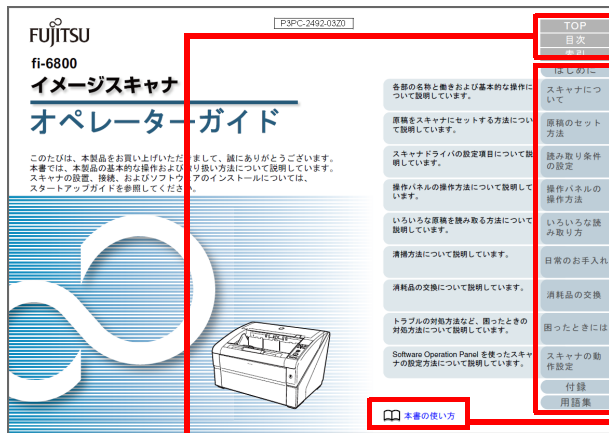 P3PC-2492-03Z0
FUJITSU
fi-6800
イメージスキャナ
オペレーターガイド
このたびは、本製品をお買い上げいただきまして、誠にありがとうございます。
本書では、本製品の基本的な操作および取り扱い方法について説明しています。
スキャナの設置、接続、およびソフトウェアのインストールについては、
スタートアップガイドを参照してください。
TOP
目次
索引
はじめに
各部の名称と働きおよび基本的な操作に
ついて説明しています。
スキャナにつ
いて
原稿をスキャナにセットする方法につい
て説明しています。
原稿のセット
方法
スキャナドライバの設定項目について説
明しています。
読み取り条件
の設定
操作パネルの操作方法について説明して
います。
操作パネルの
操作方法
いろいろな原稿を読み取る方法について
説明しています。
いろいろな読
み取り方
清掃方法について説明しています。
日常のお手入れ
消耗品の交換について説明しています。
消耗品の交換
トラブルの対処方法など、困ったときの
対処方法について説明しています。
困ったときには
Software Operation Panel を使ったスキャ
ナの設定方法について説明しています。
スキャナの動
作設定
付録
用語集
本書の使い方